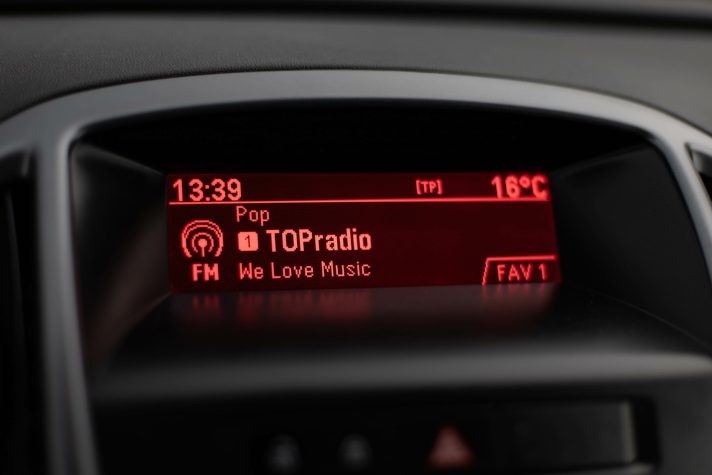 13:39 [TP] 16°C
Pop
1 TOPradio
FM We Love Music FAV 1